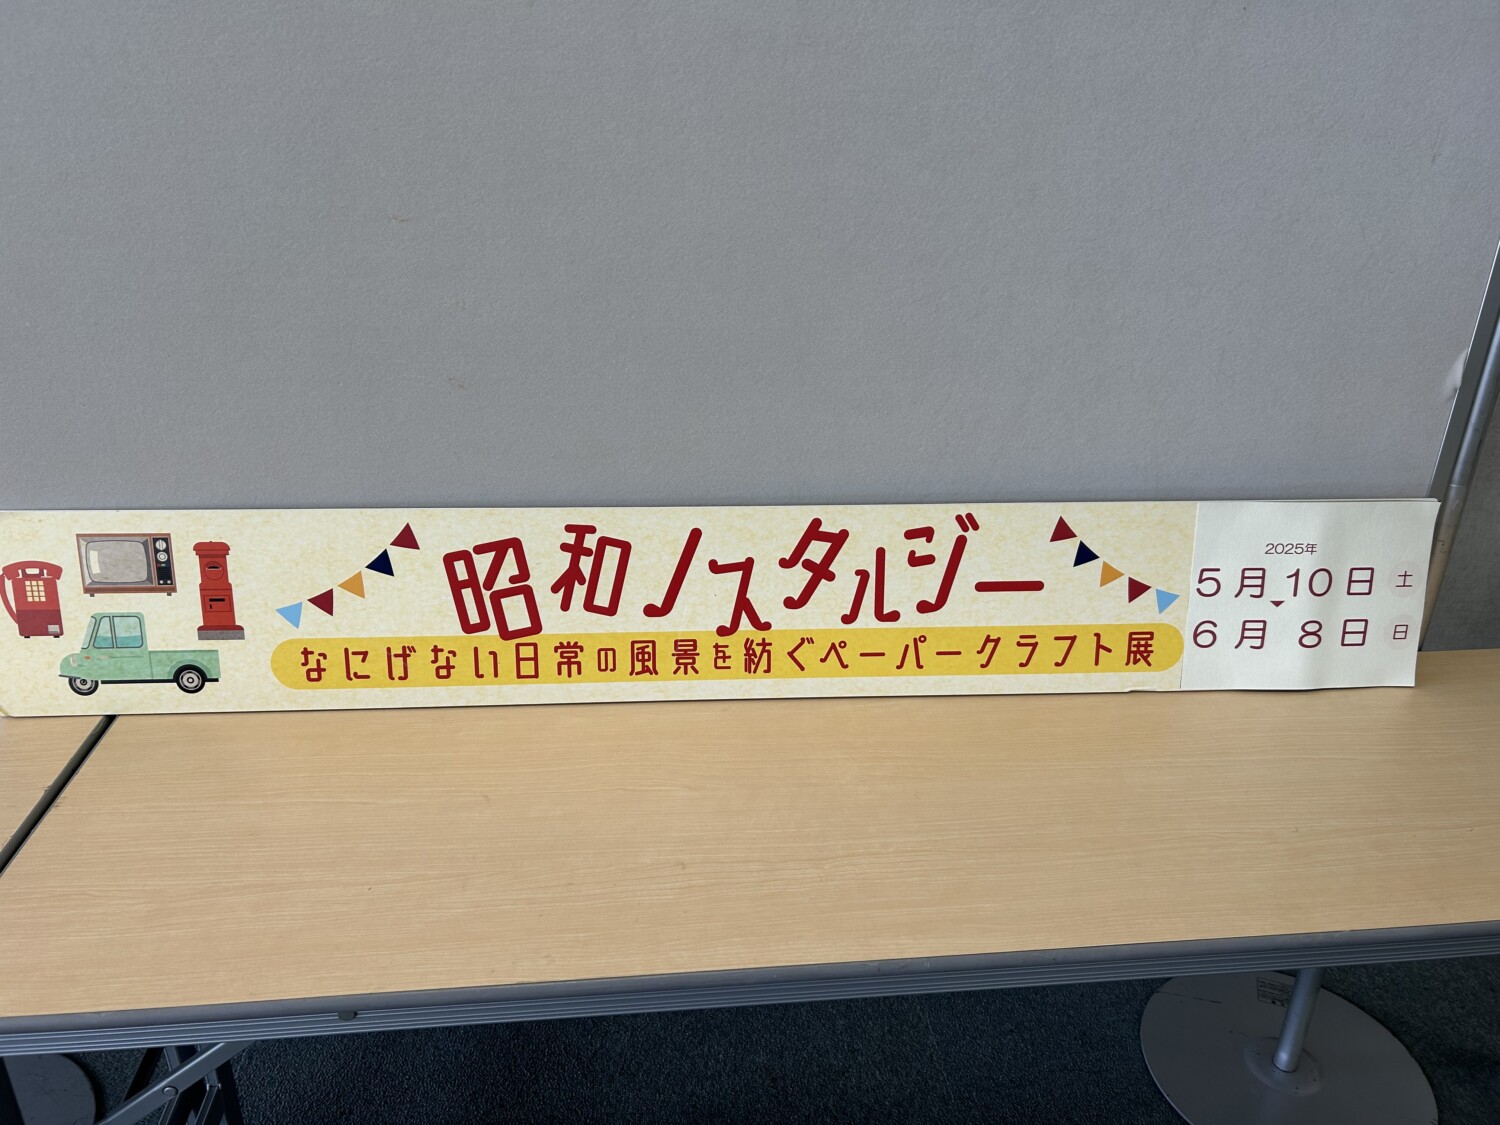 昭和ノスタルジー
なにげない日常の風景を紡ぐペーパークラフト展
2025年
5月10日 土
6月 8日 日